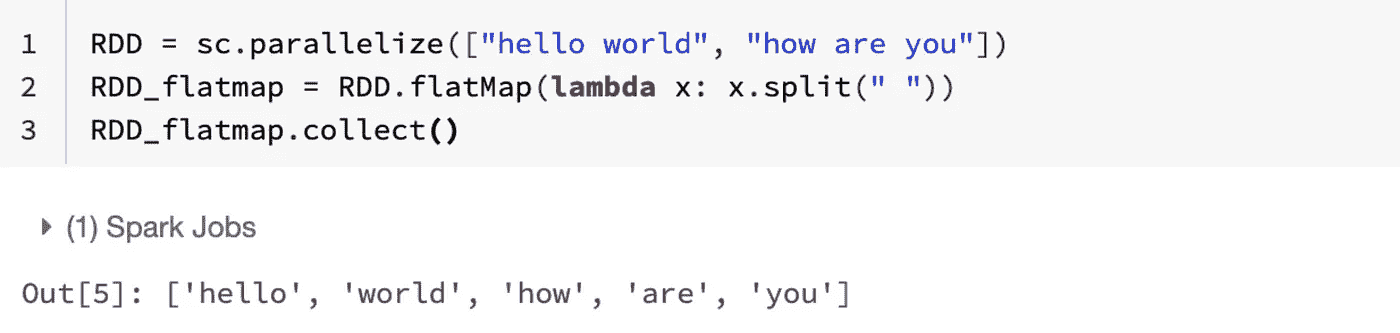 1 RDD = sc.parallelize(["hello world", "how are you"])
2 RDD_flatmap = RDD.flatMap(lambda x: x.split(" "))
3 RDD_flatmap.collect()
(1) Spark Jobs
Out[5]: ['hello', 'world', 'how', 'are', 'you']